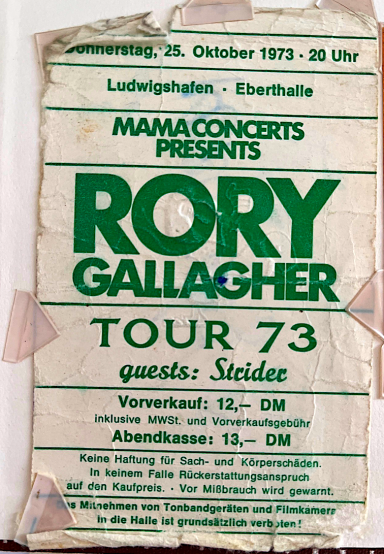 Donnerstag, 25. Oktober 1973 · 20 Uhr
Ludwigshafen · Eberthalle
MAMA CONCERTS
PRESENTS
RORY
GALLAGHER
TOUR 73
guests: Strider
Vorverkauf: 12,— DM
inklusive MWSt. und Vorverkaufsgebühr
Abendkasse: 13,— DM
Keine Haftung für Sach- und Körperschäden.
In keinem Falle Rückerstattungsanspruch
auf den Kaufpreis. · Vor Mißbrauch wird gewarnt.
Das Mitnehmen von Tonbandgeräten und Filmkamera
in die Halle ist grundsätzlich verboten!